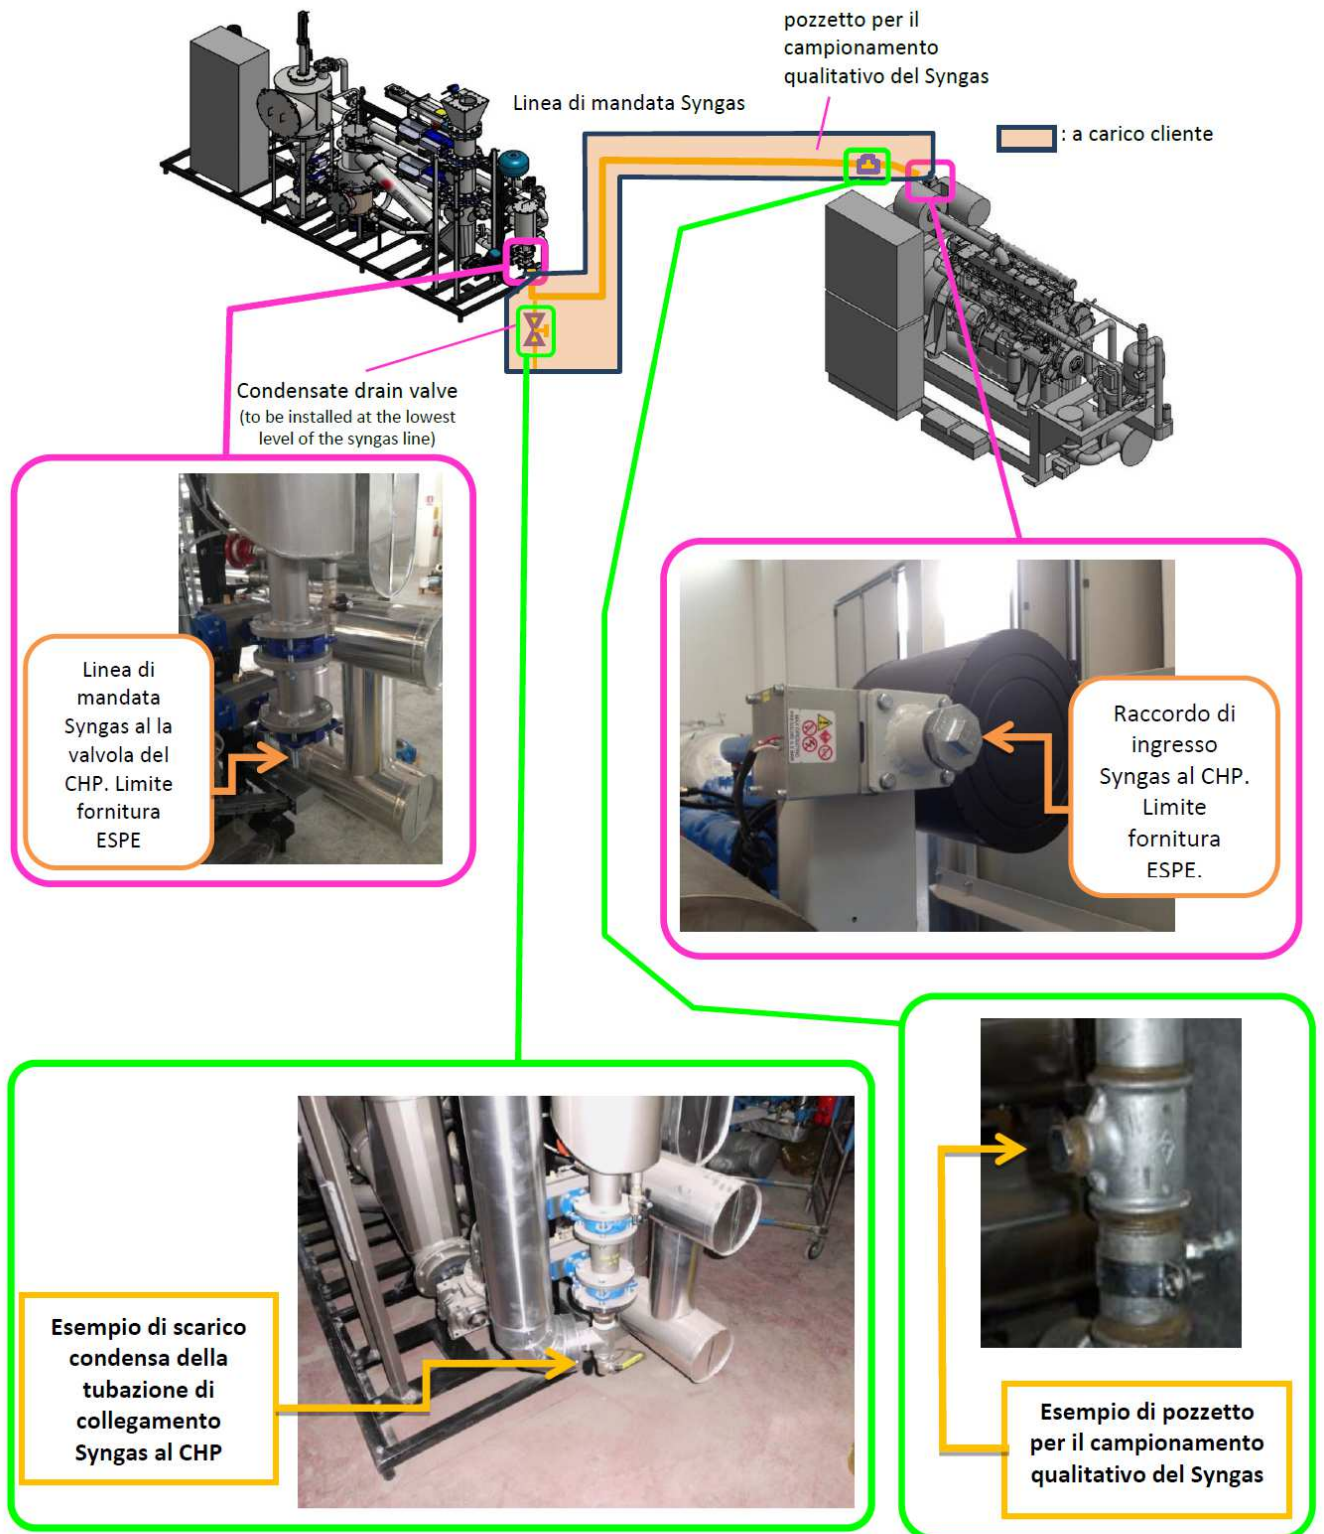 pozzetto per il
campionamento
qualitativo del Syngas
Linea di mandata Syngas
: a carico cliente
Condensate drain valve
(to be installed at the lowest
level of the syngas line)
Linea di
mandata
Syngas al la
valvola del
CHP. Limite
fornitura
ESPE
Raccordo di
ingresso
Syngas al CHP.
Limite
fornitura
ESPE.
Esempio di scarico
condensa della
tubazione di
collegamento
Syngas al CHP
Esempio di pozzetto
per il campionamento
qualitativo del Syngas